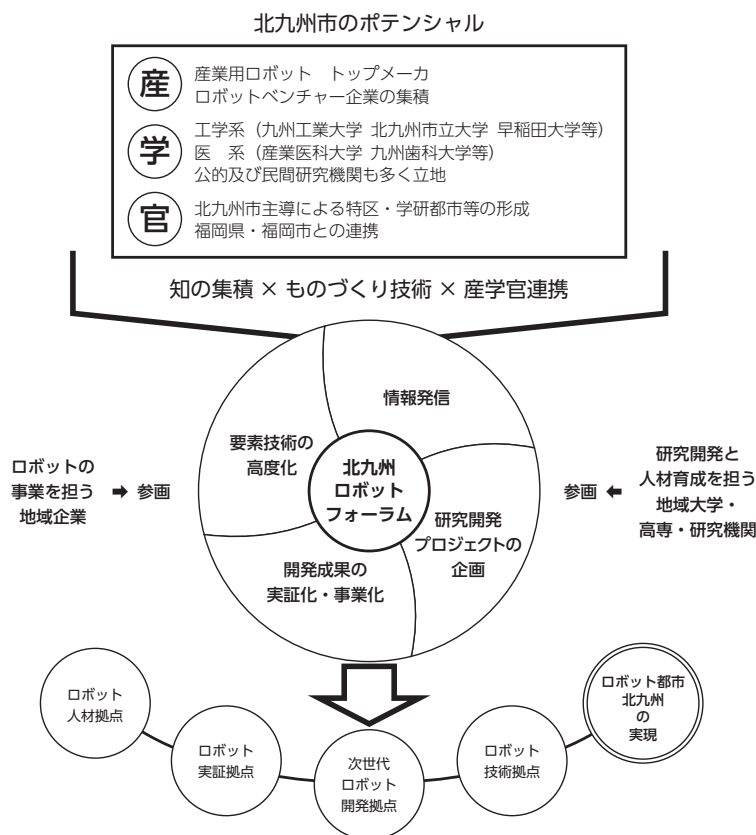 北九州市のポテンシャル
産
産業用ロボット　トップメーカ
ロボットベンチャー企業の集積
学
工学系（九州工業大学 北九州市立大学 早稲田大学等）
医　系（産業医科大学 九州歯科大学等）
公的及び民間研究機関も多く立地
官
北九州市主導による特区・学研都市等の形成
福岡県・福岡市との連携
知の集積 × ものづくり技術 × 産学官連携
情報発信
要素技術の
高度化
北九州
ロボット
フォーラム
研究開発
プロジェクトの
企画
開発成果の
実証化・事業化
ロボットの
事業を担う
地域企業
➡ 参画
参画 ⬅
研究開発と
人材育成を担う
地域大学・
高専・研究機関
ロボット
人材拠点
ロボット
実証拠点
次世代
ロボット
開発拠点
ロボット
技術拠点
ロボット都市
北九州
の
実現